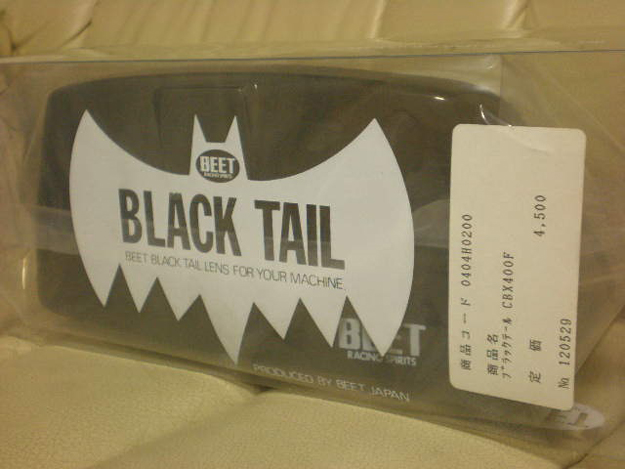 BEET
RACING SPIRITS
BLACK TAIL
BEET BLACK TAIL LENS FOR YOUR MACHINE.
BEET
RACING SPIRITS
PRODUCED BY BEET JAPAN
商品コード 0404H0200
商品名
ブラックテール CBX400F
定 価 4,500
№ 120529